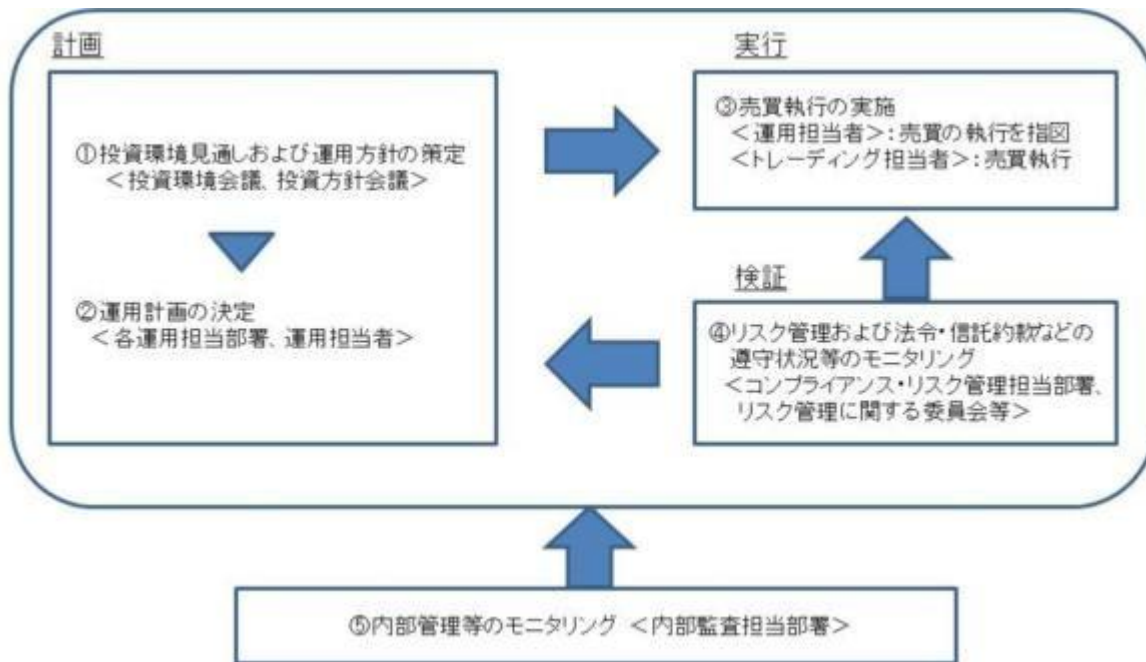 計画
①投資環境見通しおよび運用方針の策定
<投資環境会議、投資方針会議>
②運用計画の決定
<各運用担当部署、運用担当者>
実行
③売買執行の実施
<運用担当者>:売買の執行を指図
<トレーディング担当者>:売買執行
検証
④リスク管理および法令・信託約款などの
遵守状況等のモニタリング
<コンプライアンス・リスク管理担当部署、
リスク管理に関する委員会等>
⑤内部管理等のモニタリング <内部監査担当部署>